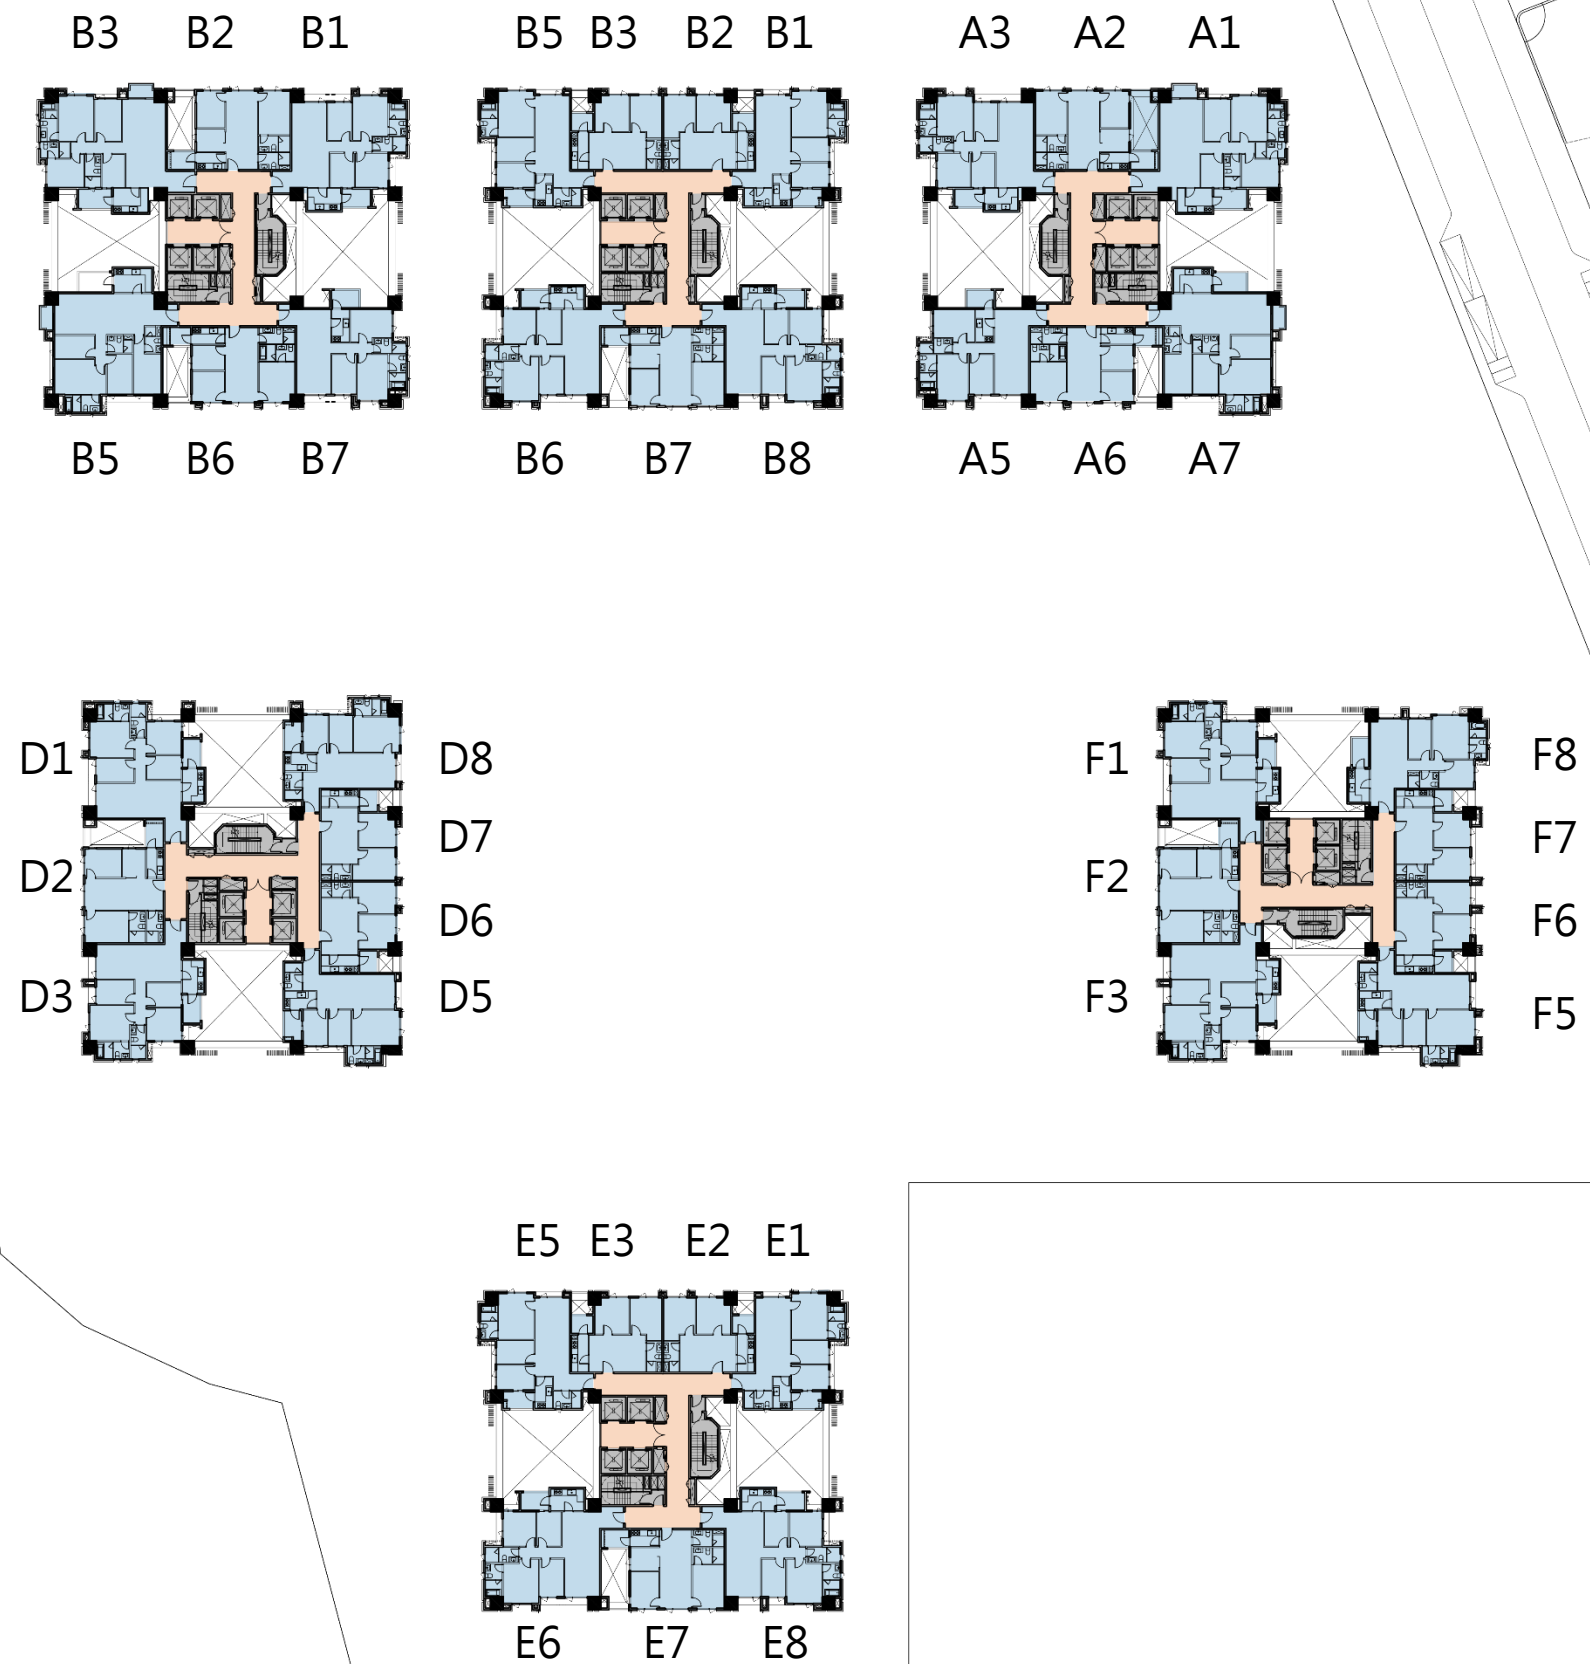 B3 B2 B1 B5 B3 B2 B1 A3 A2 A1
B5 B6 B7 B6 B7 B8 A5 A6 A7
D1 D8 F1 F8
D7 F7
D2 F2
D6 F6
D3 D5 F3 F5
E5 E3 E2 E1
E6 E7 E8